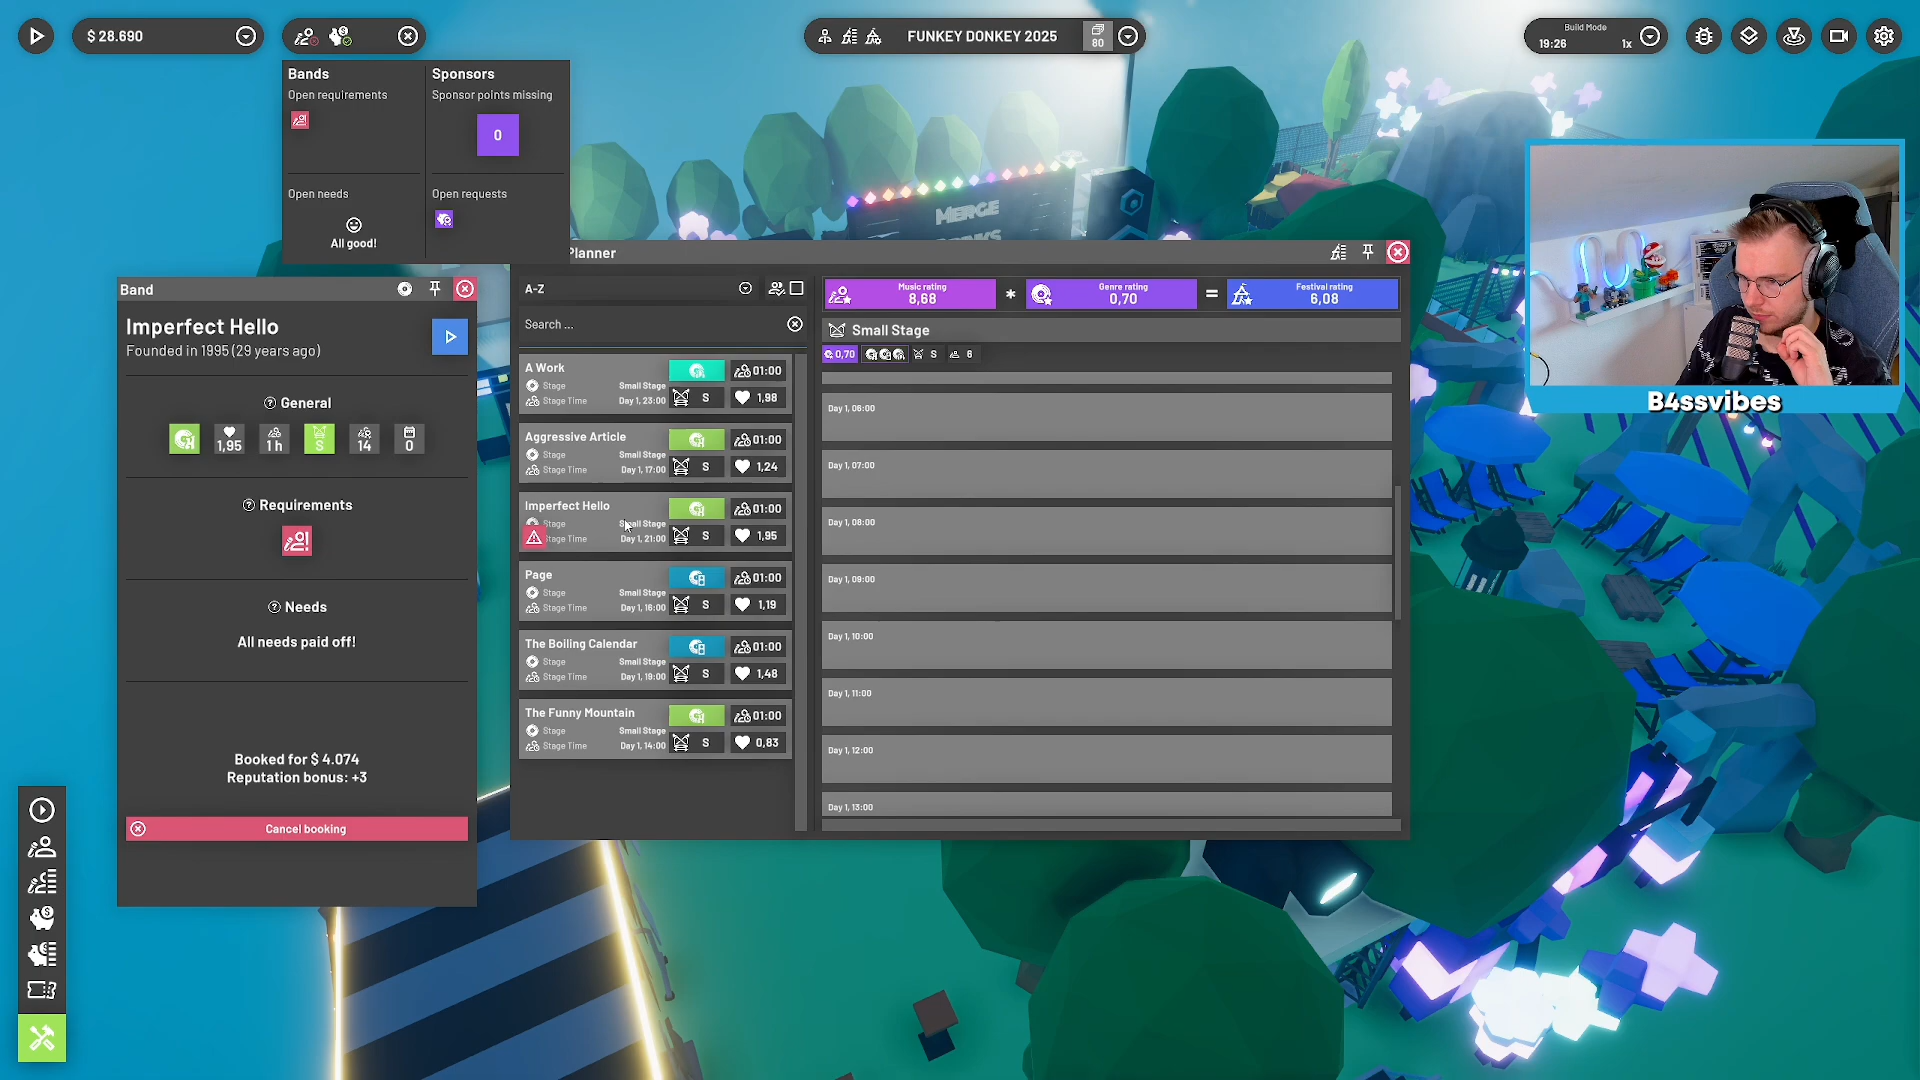 $ 28.690
FUNKEY DONKEY 2025
80
Build Mode
19:26
1x
Bands
Open requirements
Open needs
All good!
Sponsors
Sponsor points missing
0
Open requests
MERGE
Planner
Band
Imperfect Hello
Founded in 1995 (29 years ago)
General
1,95
1 h
S
14
0
Requirements
Needs
All needs paid off!
Booked for $ 4.074
Reputation bonus: +3
Cancel booking
A-Z
Search ...
A Work
01:00
Stage
Small Stage
Stage Time
Day 1, 23:00
S
1,98
Aggressive Article
01:00
Stage
Small Stage
Stage Time
Day 1, 17:00
S
1,24
Imperfect Hello
01:00
Stage
Small Stage
Stage Time
Day 1, 21:00
S
1,95
Page
01:00
Stage
Small Stage
Stage Time
Day 1, 16:00
S
1,19
The Boiling Calendar
01:00
Stage
Small Stage
Stage Time
Day 1, 19:00
S
1,48
The Funny Mountain
01:00
Stage
Small Stage
Stage Time
Day 1, 14:00
S
0,83
Music rating
8,68
*
Genre rating
0,70
=
Festival rating
6,08
Small Stage
0,70
S
6
Day 1, 06:00
Day 1, 07:00
Day 1, 08:00
Day 1, 09:00
Day 1, 10:00
Day 1, 11:00
Day 1, 12:00
Day 1, 13:00
B4ssvibes